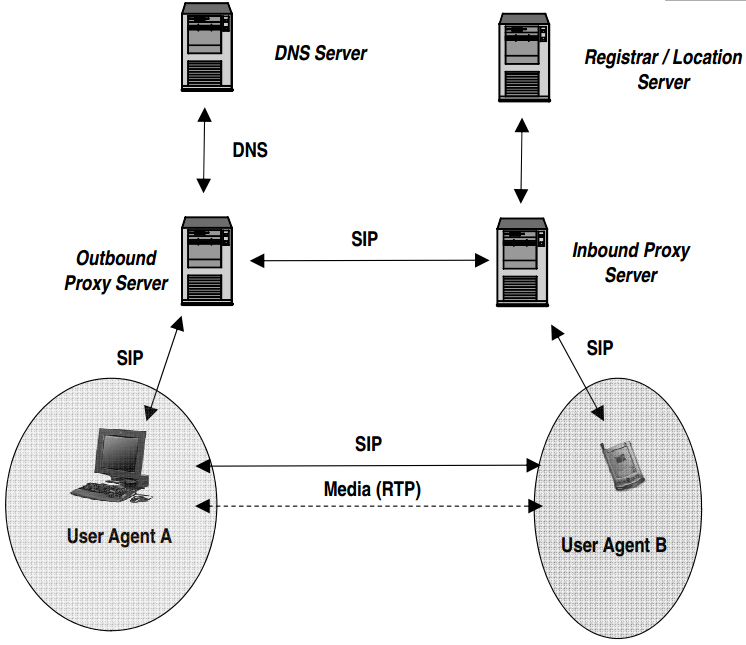 DNS Server
Registrar / Location
Server
DNS
SIP
Outbound
Proxy Server
Inbound Proxy
Server
SIP
SIP
SIP
Media (RTP)
User Agent A
User Agent B